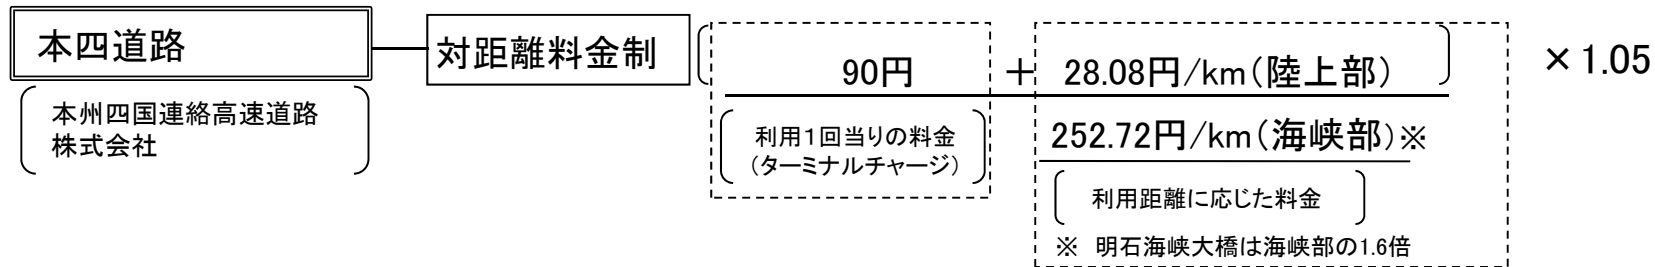 本四道路
本州四国連絡高速道路
株式会社
対距離料金制
90円
利用1回当りの料金
(ターミナルチャージ)
+
28.08円/km(陸上部)
252.72円/km(海峡部)※
利用距離に応じた料金
※ 明石海峡大橋は海峡部の1.6倍
×1.05